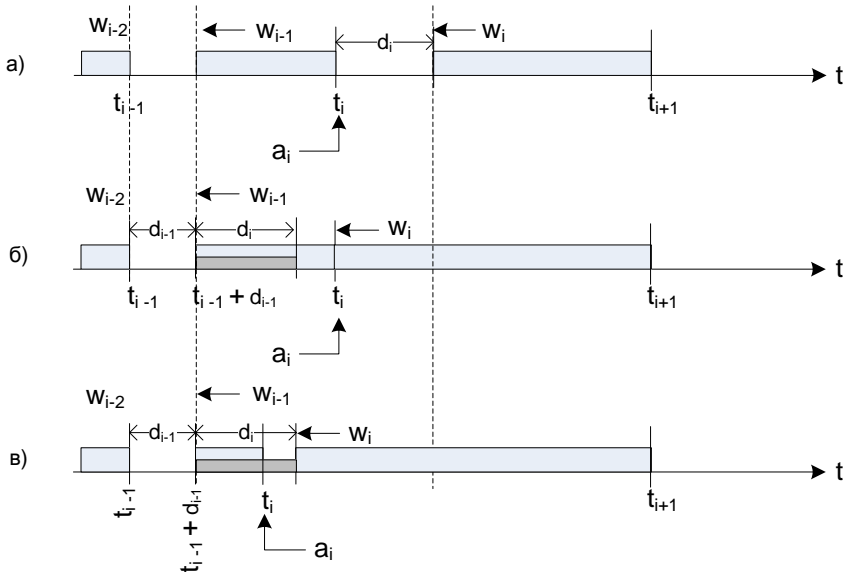 w_{i-2} w_{i-1} d_i w_i
а) t
t_{i-1} t_i t_{i+1}
a_i
w_{i-2} w_{i-1}
d_{i-1} d_i w_i
б) t
t_{i-1} t_{i-1} + d_{i-1} t_i t_{i+1}
a_i
w_{i-2} w_{i-1}
d_{i-1} d_i w_i
в) t
t_{i-1} t_{i-1} + d_{i-1} t_i t_{i+1}
a_i